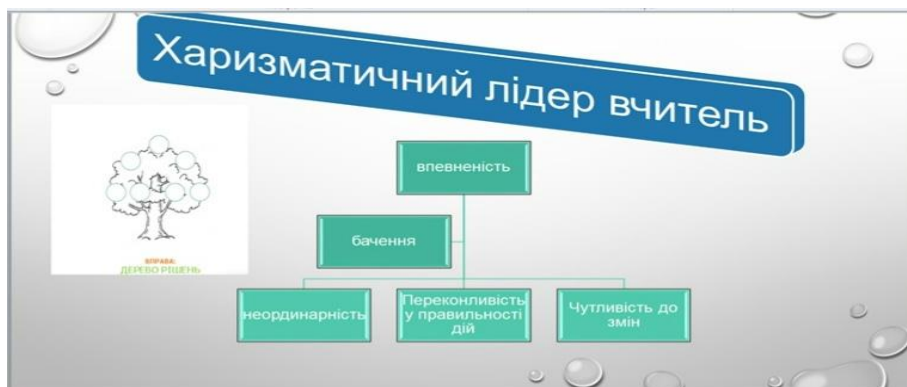 Харизматичний лідер вчитель
впевненість
бачення
неординарність
Переконливість
у правильності
дій
Чутливість до
змін
ВПРАВА:
ДЕРЕВО РІШЕНЬ